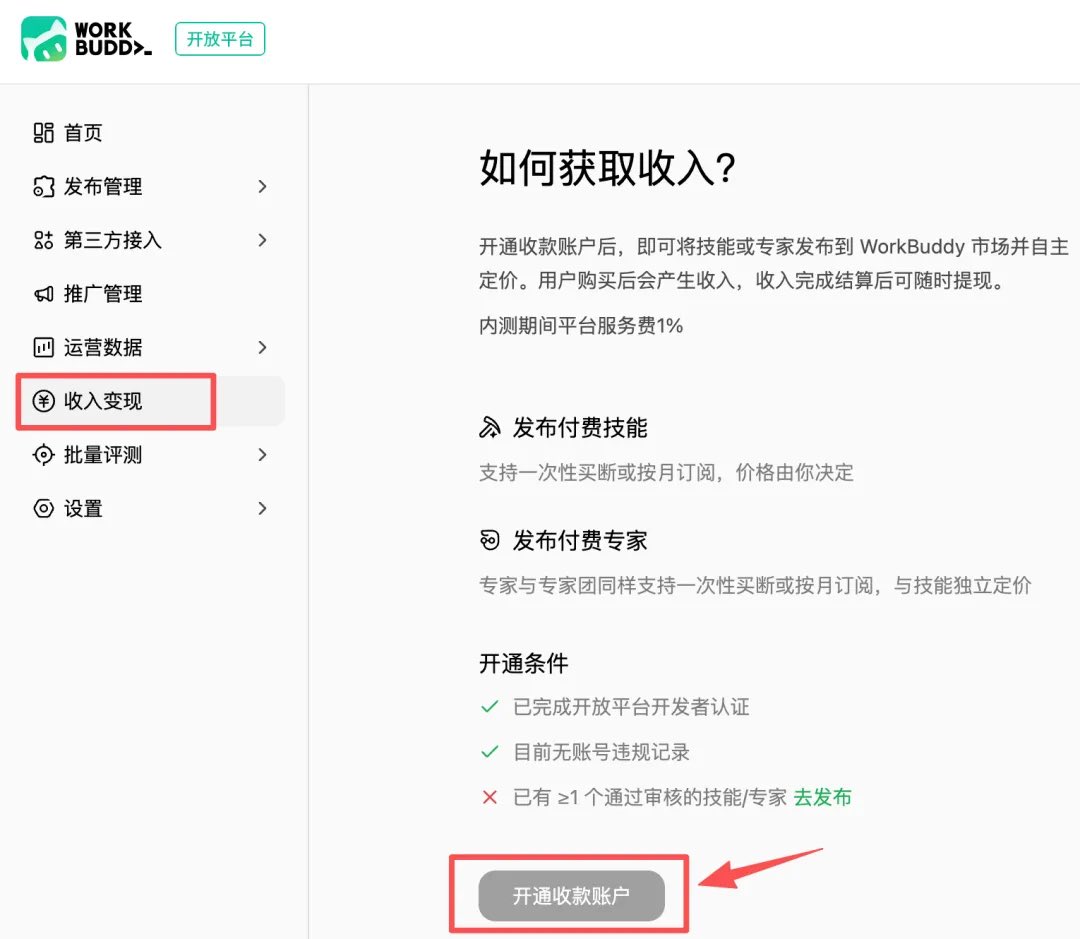 WORK
BUDD>_
开放平台
首页
发布管理
第三方接入
推广管理
运营数据
收入变现
批量评测
设置
如何获取收入?
开通收款账户后，即可将技能或专家发布到 WorkBuddy 市场并自主
定价。用户购买后会产生收入，收入完成结算后可随时提现。
内测期间平台服务费1%
发布付费技能
支持一次性买断或按月订阅，价格由你决定
发布付费专家
专家与专家团同样支持一次性买断或按月订阅，与技能独立定价
开通条件
已完成开放平台开发者认证
目前无账号违规记录
已有 ≥1 个通过审核的技能/专家 去发布
开通收款账户